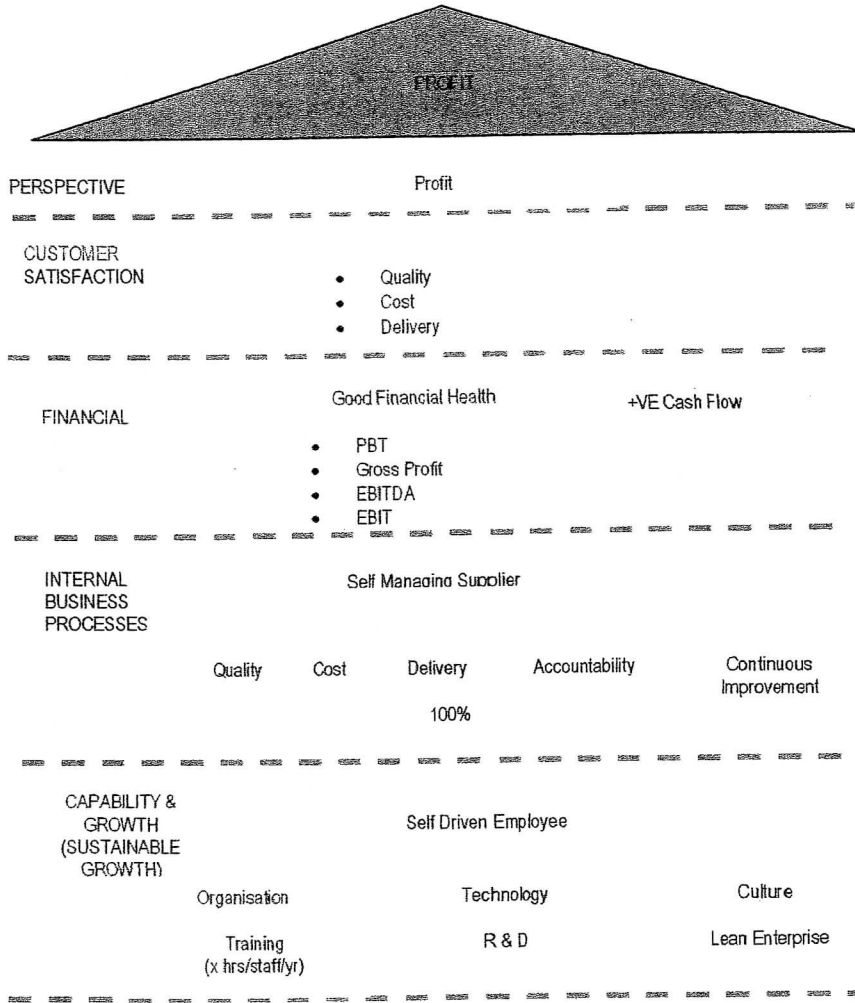 PROFIT
PERSPECTIVE Profit
CUSTOMER
SATISFACTION
• Quality
• Cost
• Delivery
Good Financial Health +VE Cash Flow
FINANCIAL
• PBT
• Gross Profit
• EBITDA
• EBIT
INTERNAL Self Managing Supplier
BUSINESS
PROCESSES
Quality Cost Delivery Accountability Continuous
Improvement
100%
CAPABILITY &
GROWTH Self Driven Employee
(SUSTAINABLE
GROWTH)
Organisation Technology Culture
Training R & D Lean Enterprise
(x hrs/staff/yr)